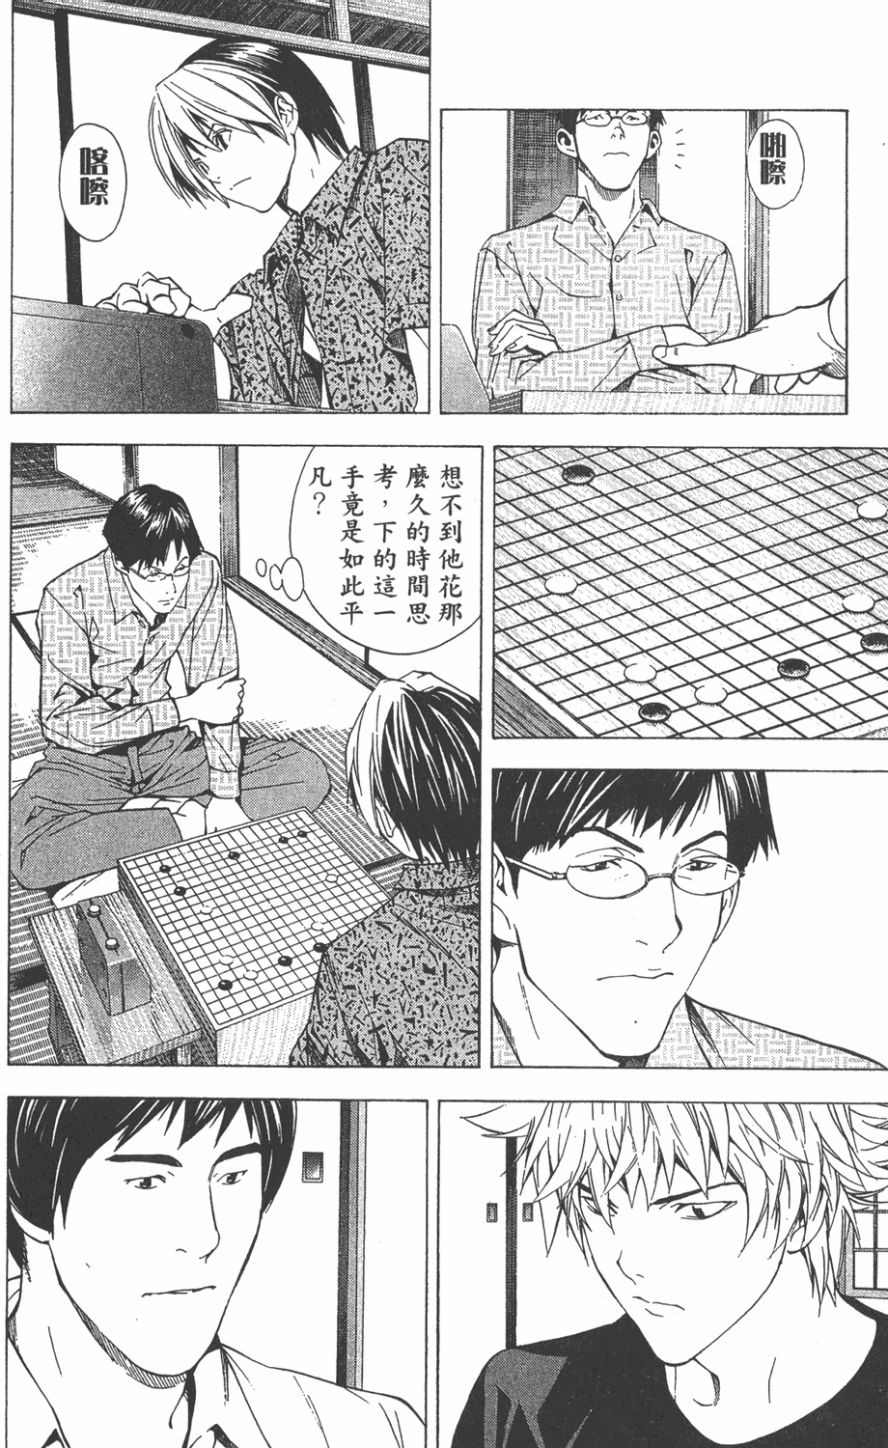 啪嚓
喀嚓
想不到他花那
麼久的時間思
考，下的這一
手竟是如此平
凡？